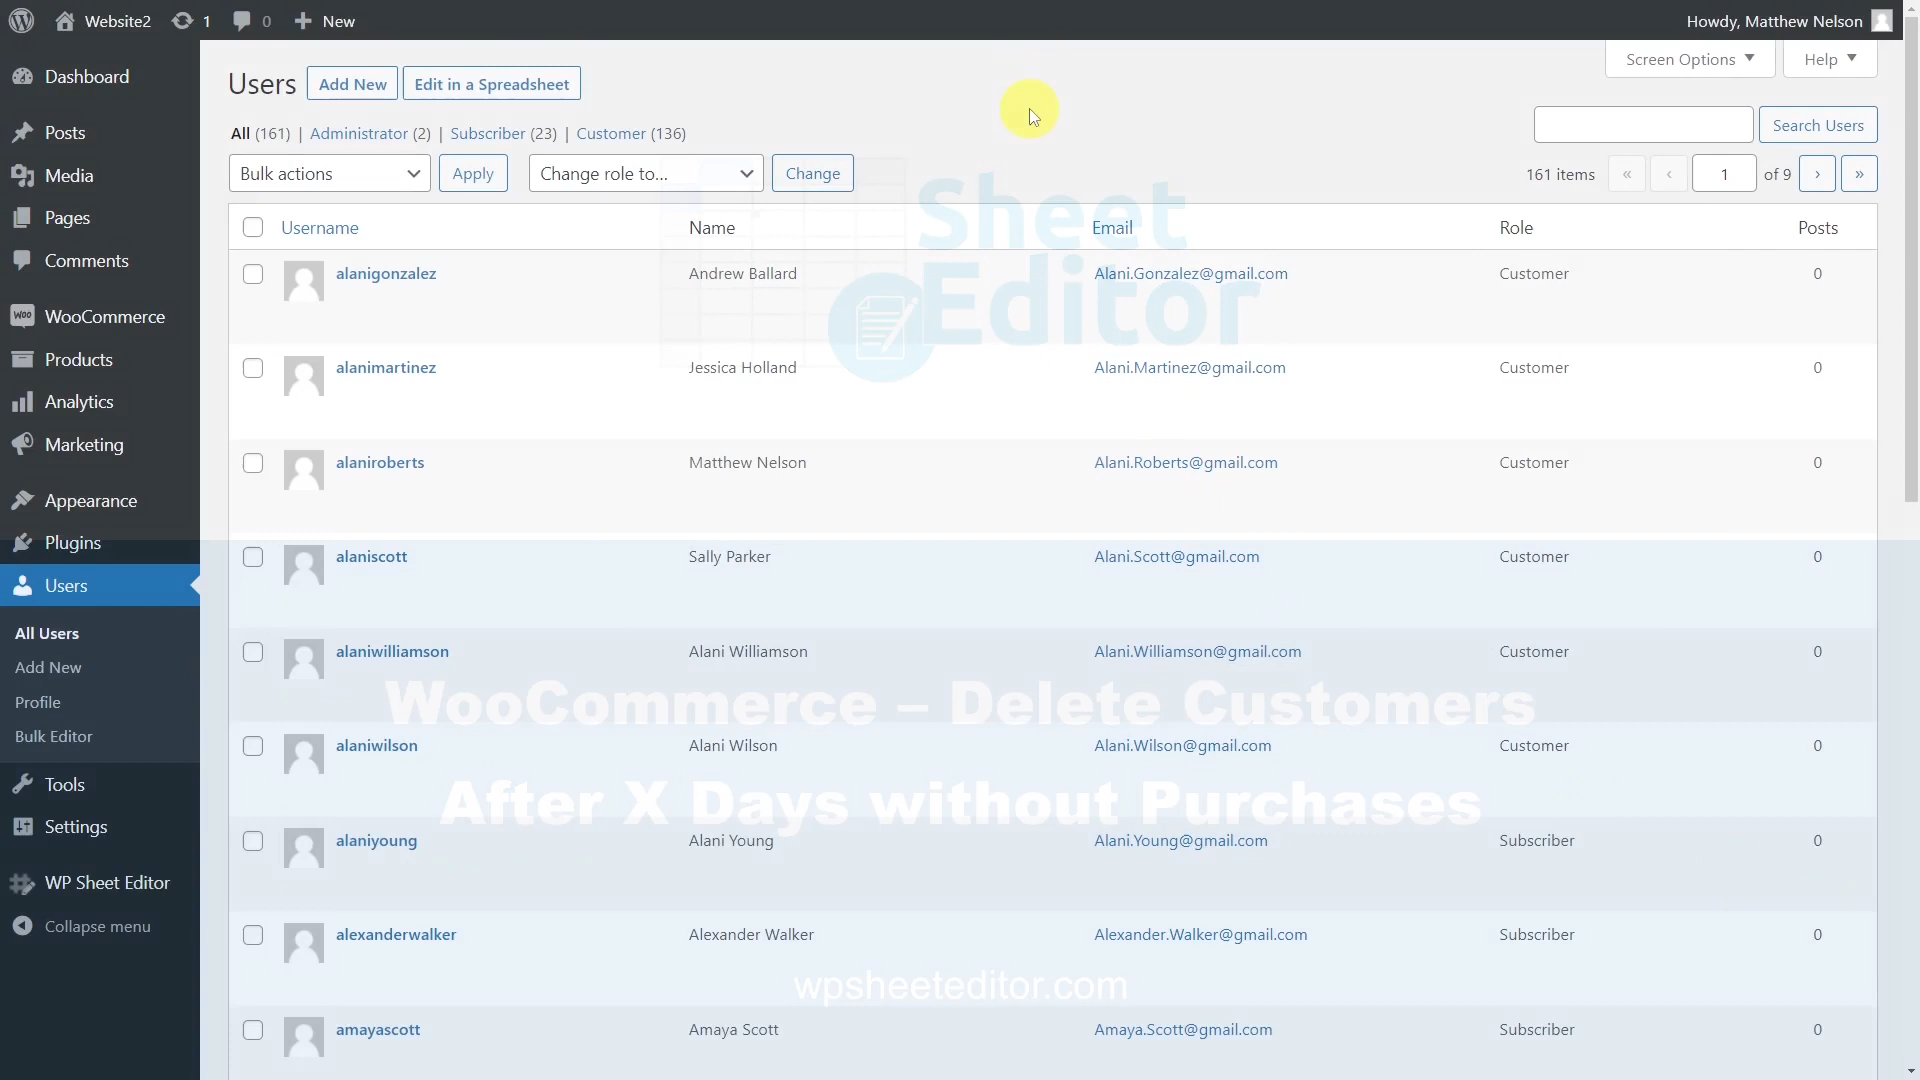 Website2 1 0 New Howdy, Matthew Nelson
Dashboard
Posts
Media
Pages
Comments
Woo WooCommerce
Products
Analytics
Marketing
Appearance
Plugins
Users
All Users
Add New
Profile
Bulk Editor
Tools
Settings
WP Sheet Editor
Collapse menu
Screen Options Help
Users Add New Edit in a Spreadsheet
All (161) | Administrator (2) | Subscriber (23) | Customer (136)
Search Users
Bulk actions Apply Change role to... Change
161 items « ‹ 1 of 9 › »
Sheet
Editor
Username Name Email Role Posts
alanigonzalez Andrew Ballard Alani.Gonzalez@gmail.com Customer 0
alanimartinez Jessica Holland Alani.Martinez@gmail.com Customer 0
alaniroberts Matthew Nelson Alani.Roberts@gmail.com Customer 0
alaniscott Sally Parker Alani.Scott@gmail.com Customer 0
alaniwilliamson Alani Williamson Alani.Williamson@gmail.com Customer 0
WooCommerce – Delete Customers
alaniwilson Alani Wilson Alani.Wilson@gmail.com Customer 0
After X Days without Purchases
alaniyoung Alani Young Alani.Young@gmail.com Subscriber 0
alexanderwalker Alexander Walker Alexander.Walker@gmail.com Subscriber 0
wpsheeteditor.com
amayascott Amaya Scott Amaya.Scott@gmail.com Subscriber 0